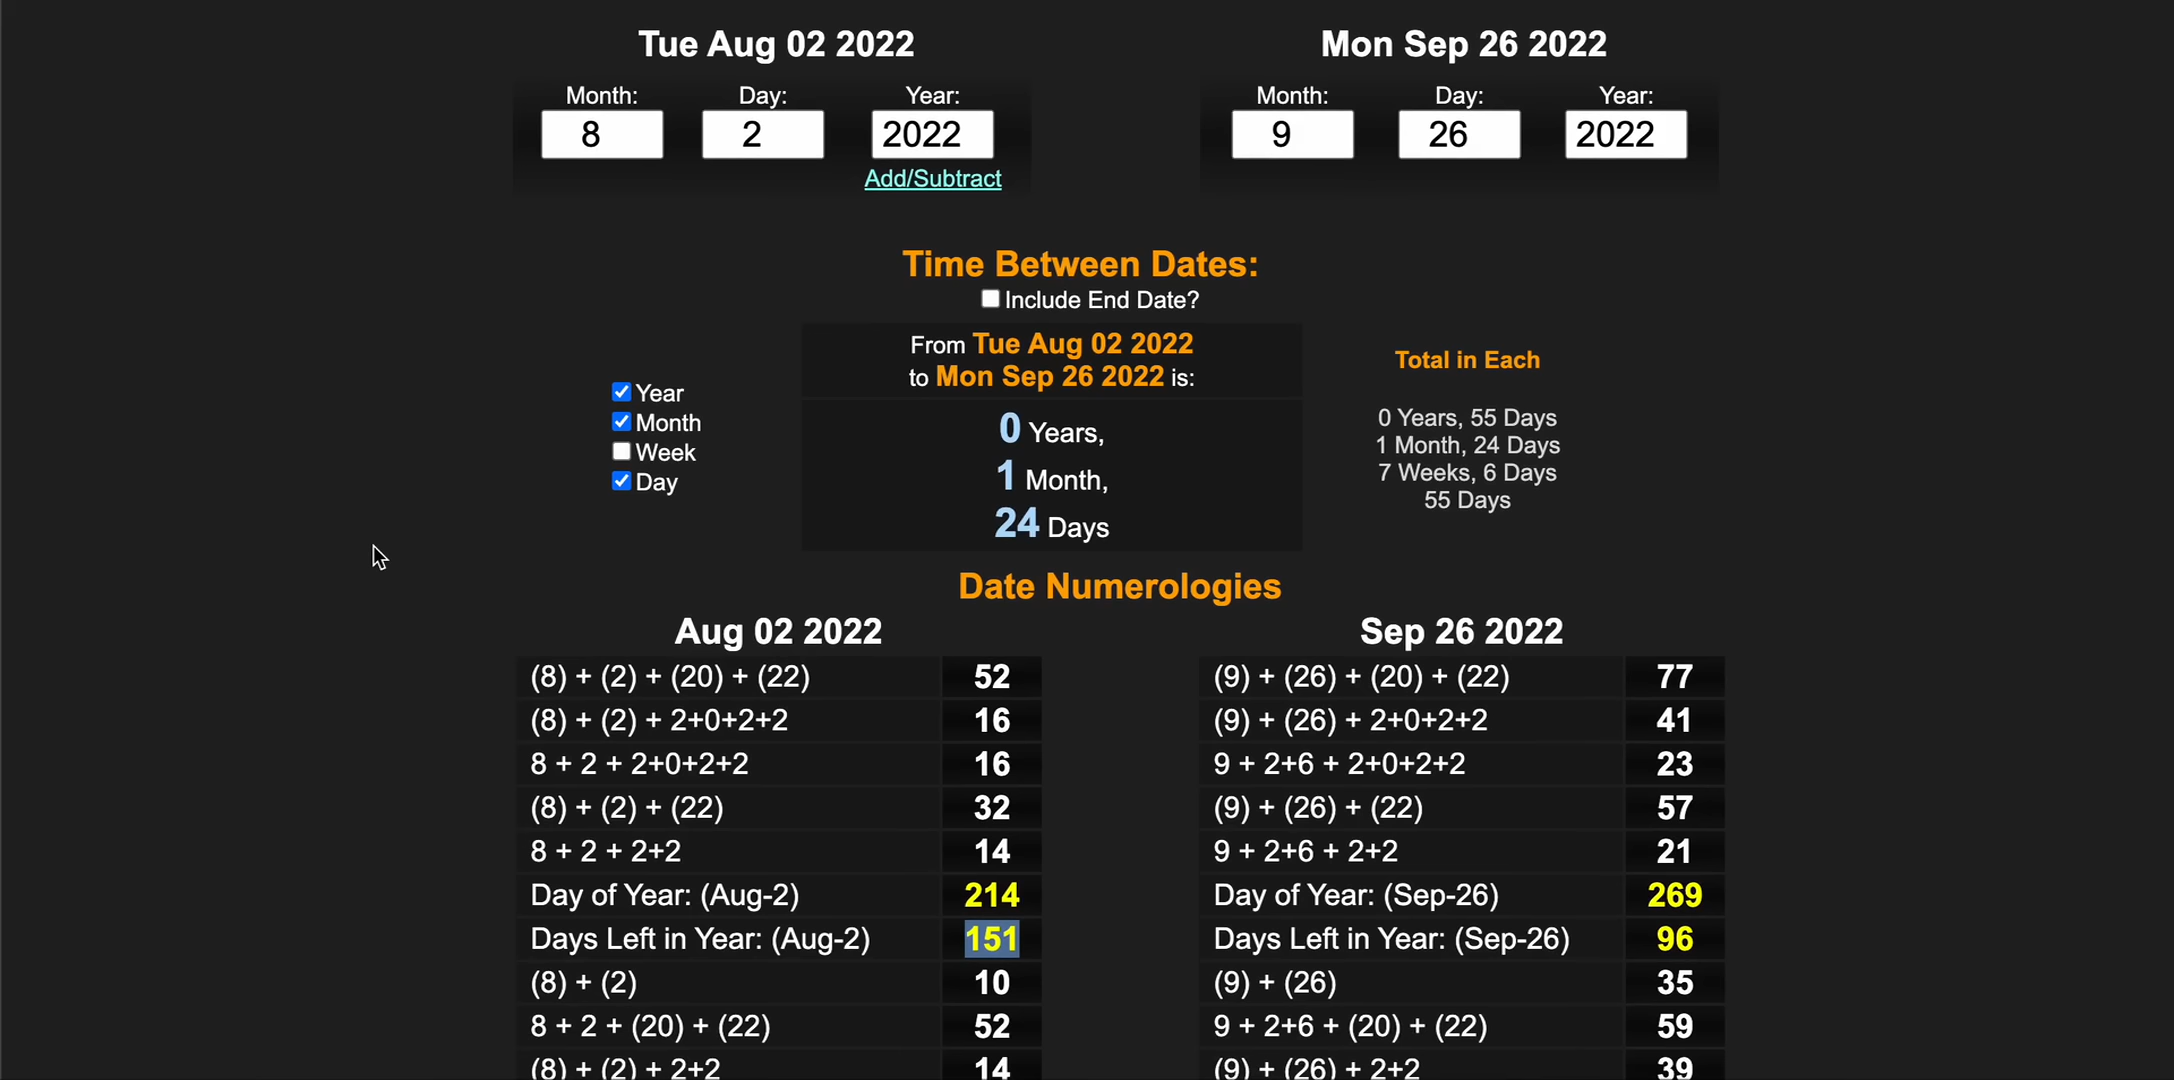 Tue Aug 02 2022
Mon Sep 26 2022
Month: Day: Year:
8 2 2022
Add/Subtract
Month: Day: Year:
9 26 2022
Time Between Dates:
Include End Date?
From Tue Aug 02 2022
to Mon Sep 26 2022 is:
Year
Month
Week
Day
0 Years,
1 Month,
24 Days
Total in Each
0 Years, 55 Days
1 Month, 24 Days
7 Weeks, 6 Days
55 Days
Date Numerologies
Aug 02 2022
(8) + (2) + (20) + (22) 52
(8) + (2) + 2+0+2+2 16
8 + 2 + 2+0+2+2 16
(8) + (2) + (22) 32
8 + 2 + 2+2 14
Day of Year: (Aug-2) 214
Days Left in Year: (Aug-2) 151
(8) + (2) 10
8 + 2 + (20) + (22) 52
(8) + (2) + 2+2 14
Sep 26 2022
(9) + (26) + (20) + (22) 77
(9) + (26) + 2+0+2+2 41
9 + 2+6 + 2+0+2+2 23
(9) + (26) + (22) 57
9 + 2+6 + 2+2 21
Day of Year: (Sep-26) 269
Days Left in Year: (Sep-26) 96
(9) + (26) 35
9 + 2+6 + (20) + (22) 59
(9) + (26) + 2+2 39